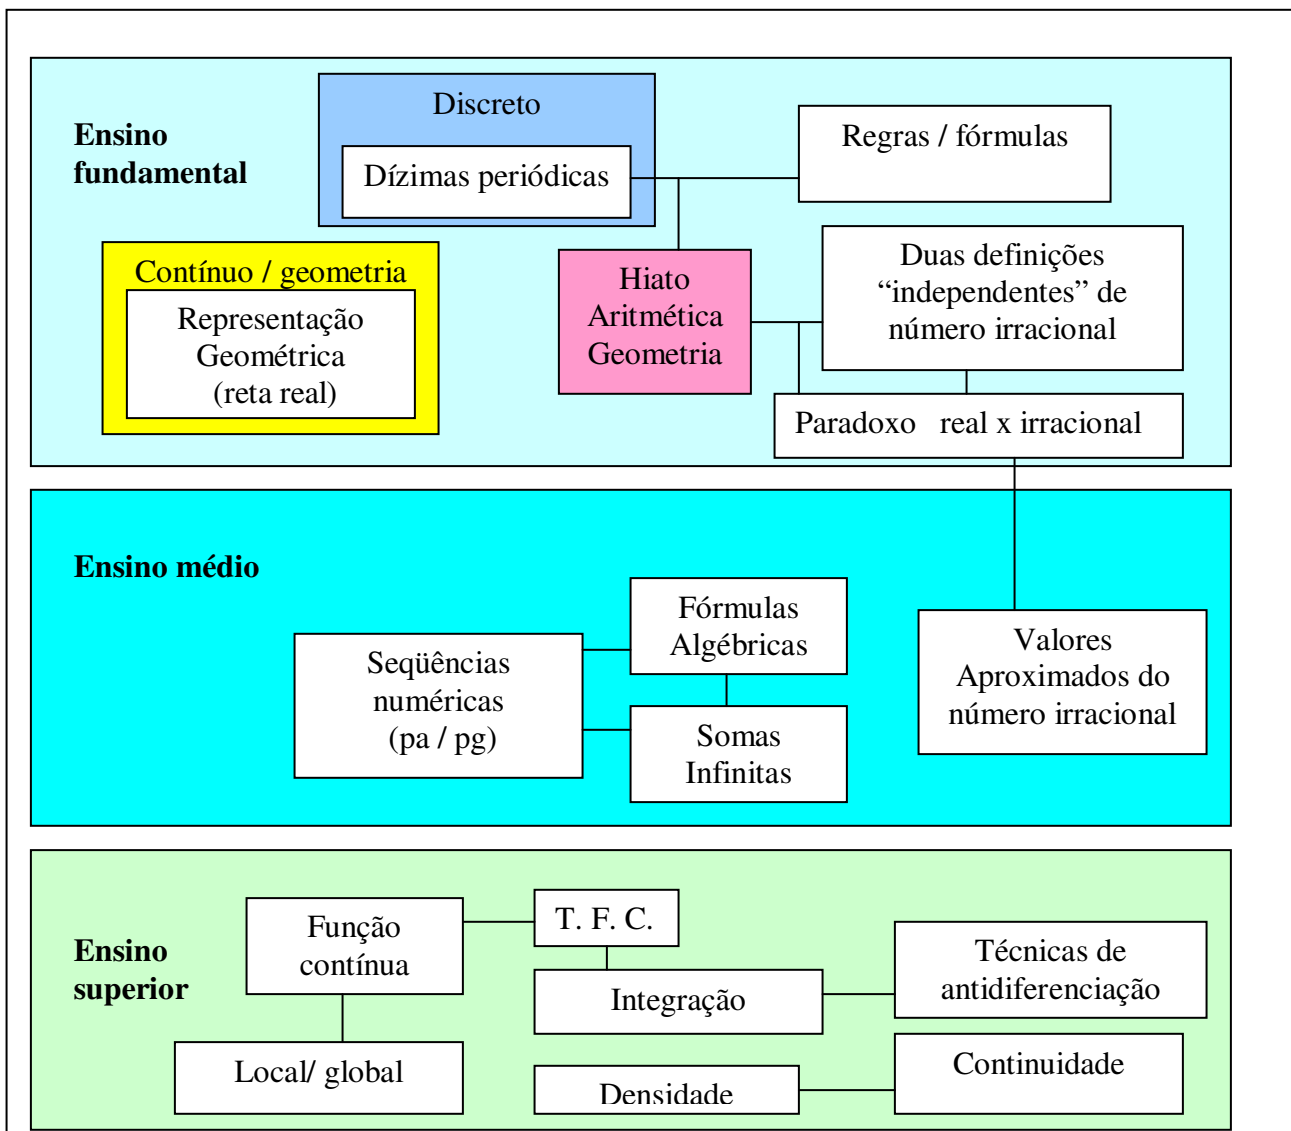 Ensino
fundamental
Discreto
Dízimas periódicas
Regras / fórmulas
Contínuo / geometria
Representação
Geométrica
(reta real)
Hiato
Aritmética
Geometria
Duas definições
“independentes” de
número irracional
Paradoxo real x irracional
Ensino médio
Seqüências
numéricas
(pa / pg)
Fórmulas
Algébricas
Somas
Infinitas
Valores
Aproximados do
número irracional
Ensino
superior
Função
contínua
T. F. C.
Integração
Técnicas de
antidiferenciação
Local/ global
Densidade
Continuidade